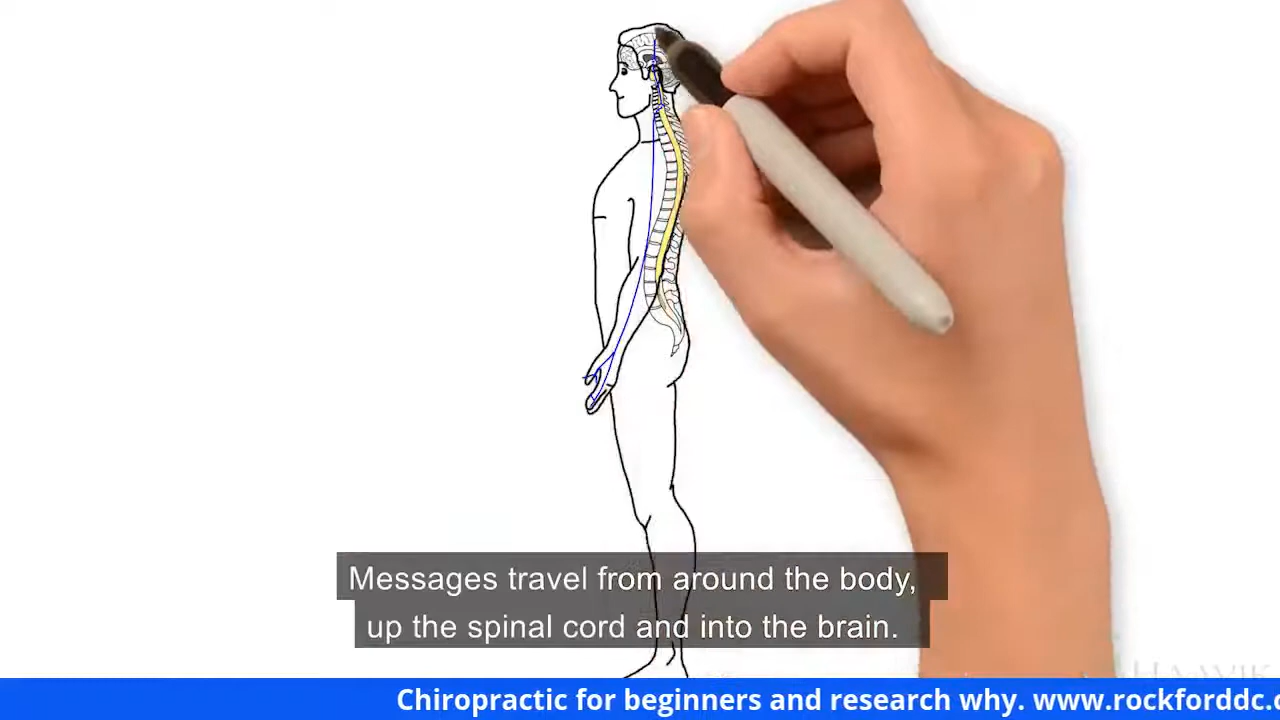 Messages travel from around the body,
up the spinal cord and into the brain.
Chiropractic for beginners and research why. www.rockforddc.c